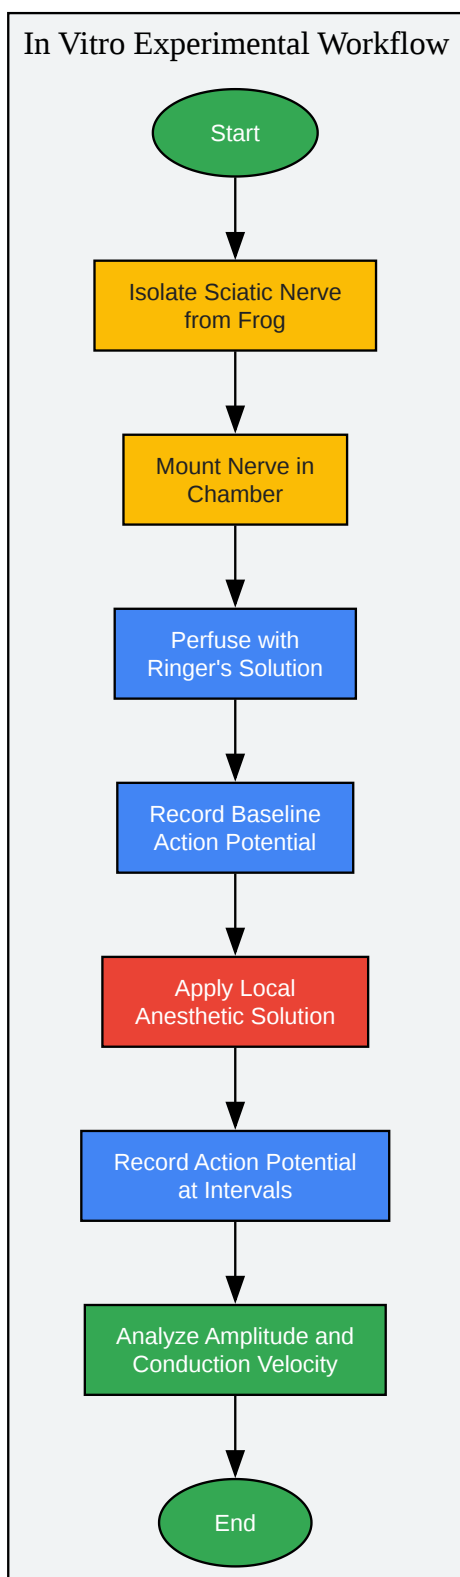 In Vitro Experimental Workflow
Start
Isolate Sciatic Nerve
from Frog
Mount Nerve in
Chamber
Perfuse with
Ringer's Solution
Record Baseline
Action Potential
Apply Local
Anesthetic Solution
Record Action Potential
at Intervals
Analyze Amplitude and
Conduction Velocity
End